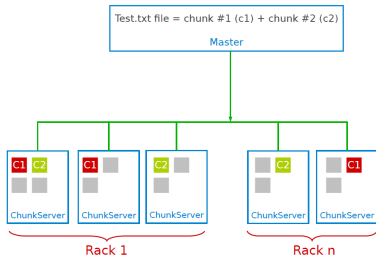 Test.txt file = chunk #1 (c1) + chunk #2 (c2)
Master
C1 C2 C1 C2 C2 C1
ChunkServer ChunkServer ChunkServer ChunkServer ChunkServer
Rack 1 Rack n